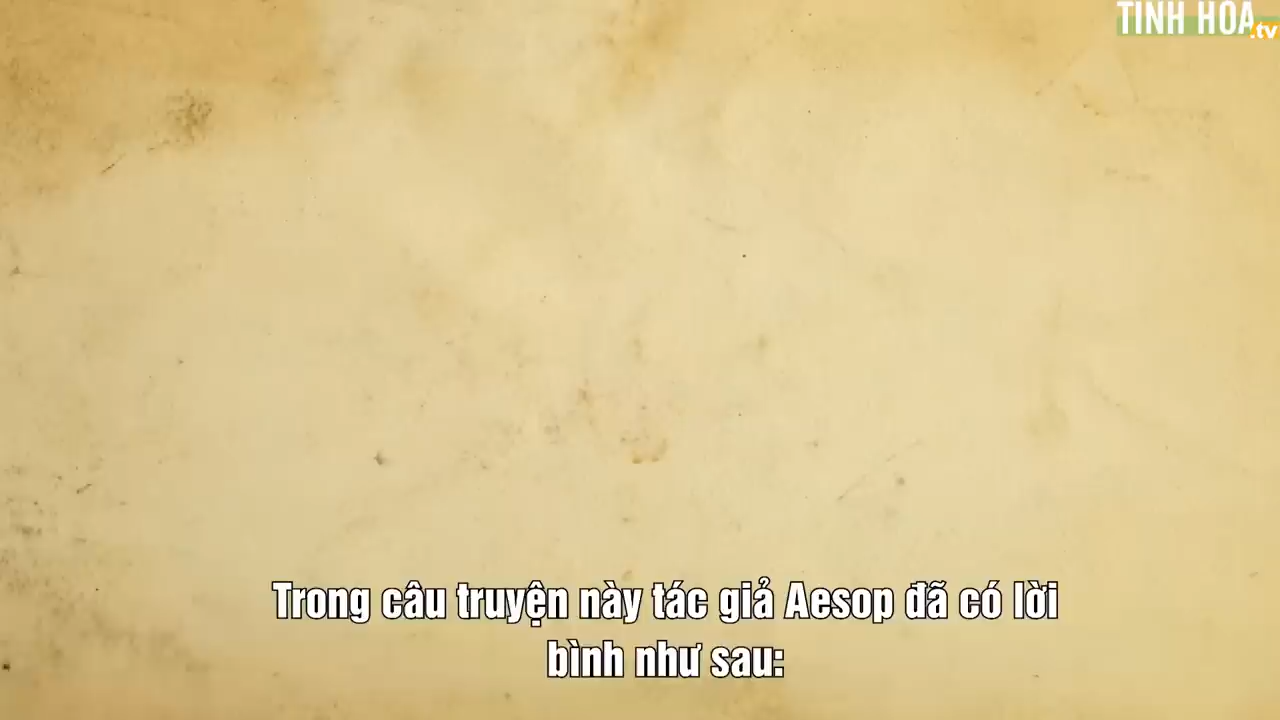 TINH HOA
.tv
Trong câu truyện này tác giả Aesop đã có lời
bình như sau: